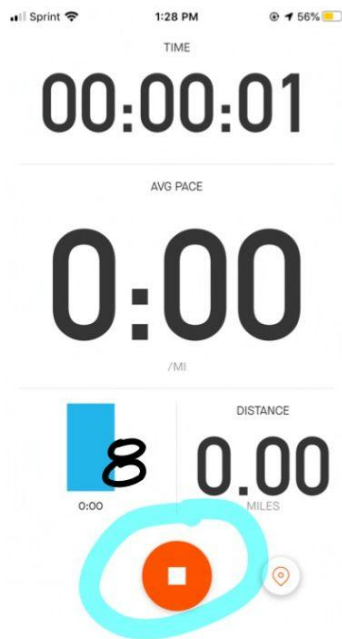 Sprint 1:28 PM 56%
TIME
00:00:01
AVG PACE
0:00
/MI
DISTANCE
8
0.00
0:00
MILES